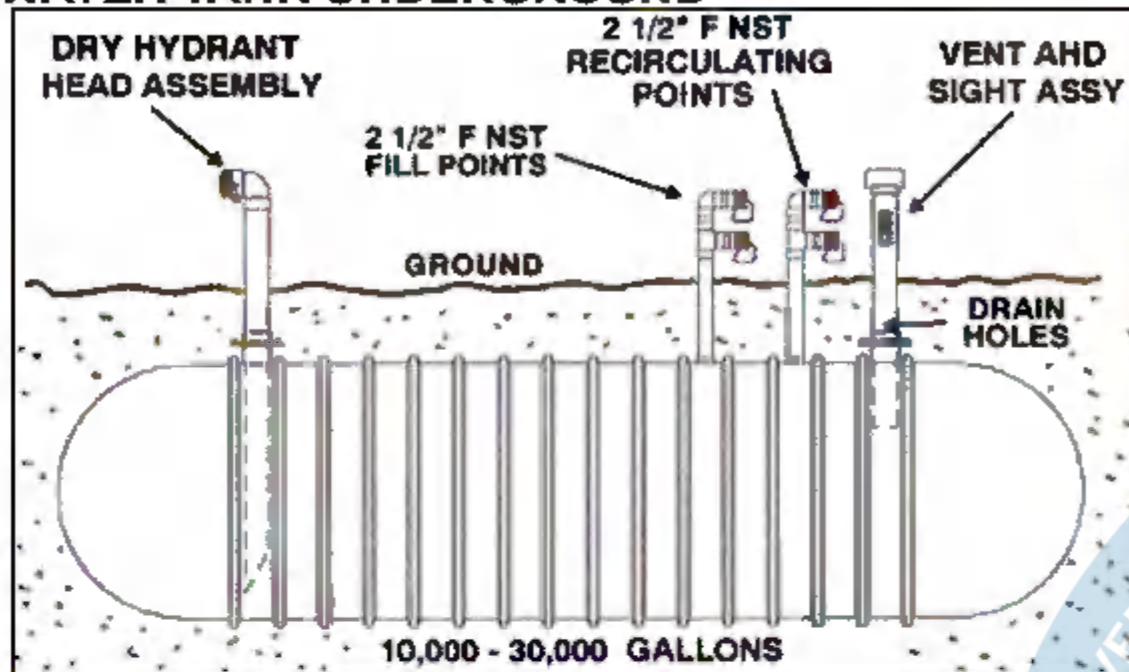 UNDERGROUND
DRY HYDRANT
HEAD ASSEMBLY
2 1/2" F NST
RECIRCULATING
POINTS
VENT AHD
SIGHT ASSY
2 1/2" F NST
FILL POINTS
GROUND
DRAIN
HOLES
10,000 - 30,000 GALLONS